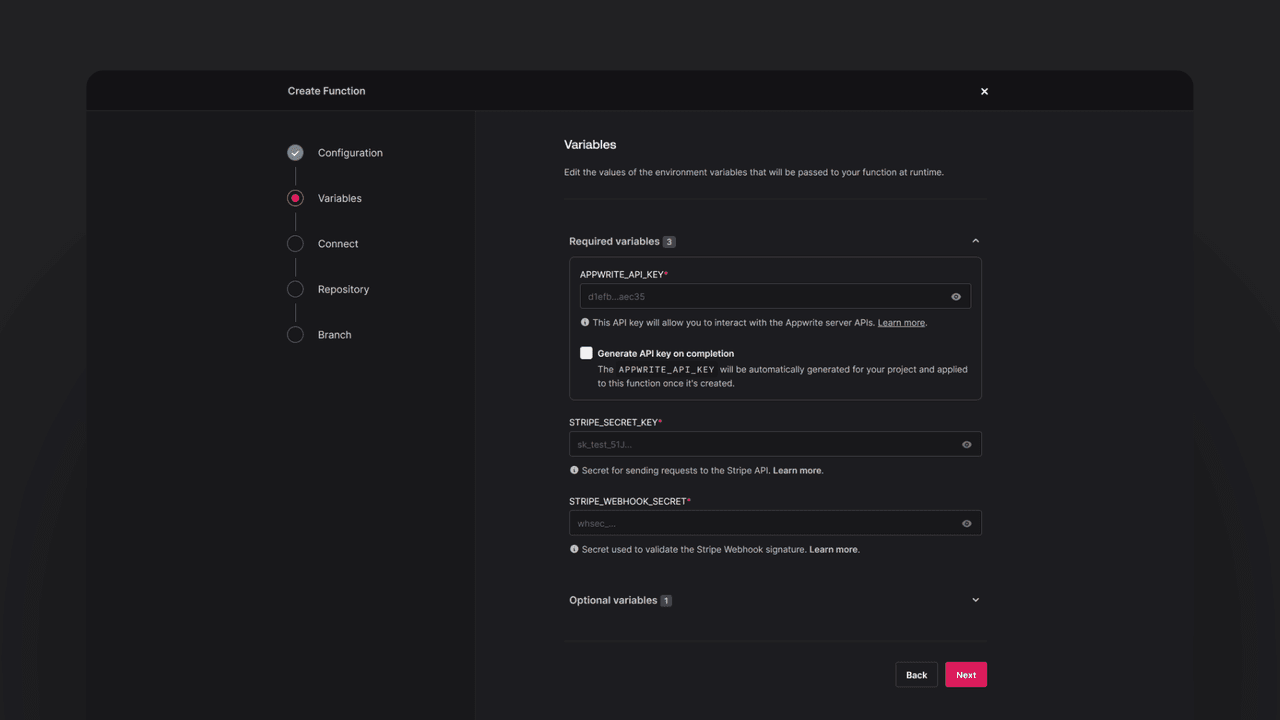 Create Function
Configuration
Variables
Connect
Repository
Branch
Variables
Edit the values of the environment variables that will be passed to your function at runtime.
Required variables 3
APPWRITE_API_KEY*
d1efb...aec35
This API key will allow you to interact with the Appwrite server APIs. Learn more.
Generate API key on completion
The APPWRITE_API_KEY will be automatically generated for your project and applied
to this function once it's created.
STRIPE_SECRET_KEY*
sk_test_51J...
Secret for sending requests to the Stripe API. Learn more.
STRIPE_WEBHOOK_SECRET*
whsec_...
Secret used to validate the Stripe Webhook signature. Learn more.
Optional variables 1
Back
Next